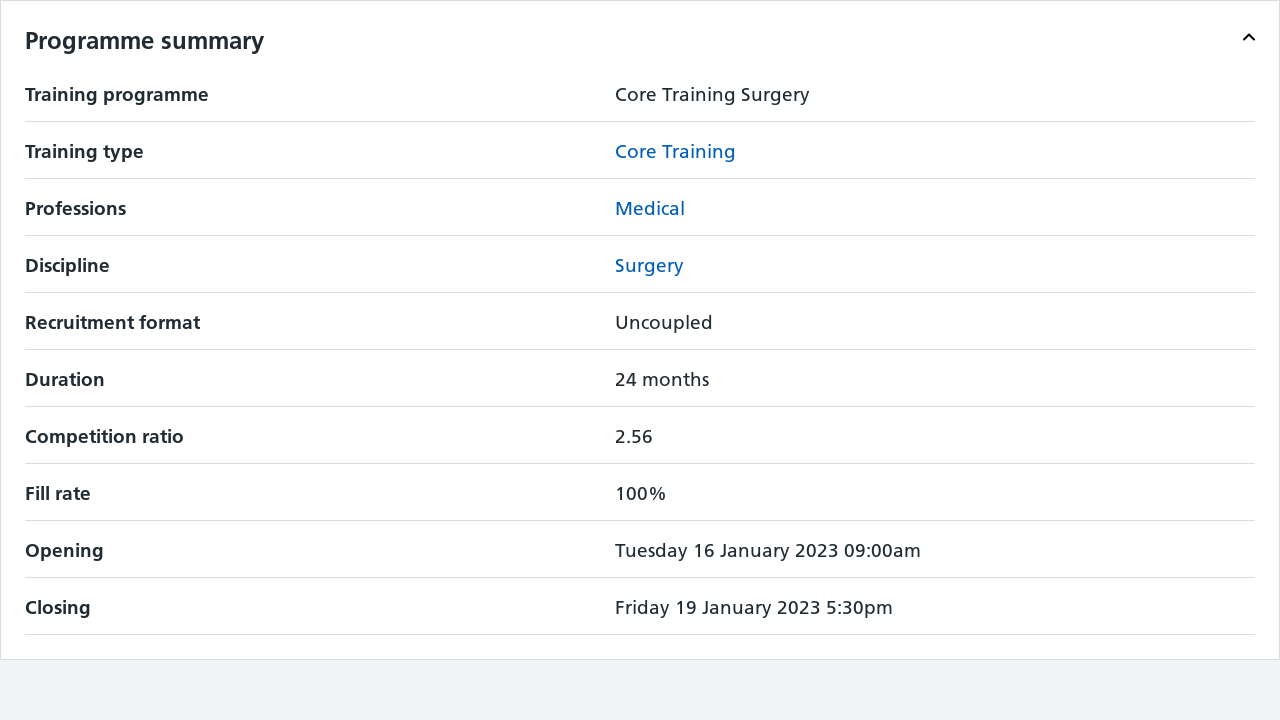 Programme summary
Training programme Core Training Surgery
Training type Core Training
Professions Medical
Discipline Surgery
Recruitment format Uncoupled
Duration 24 months
Competition ratio 2.56
Fill rate 100%
Opening Tuesday 16 January 2023 09:00am
Closing Friday 19 January 2023 5:30pm